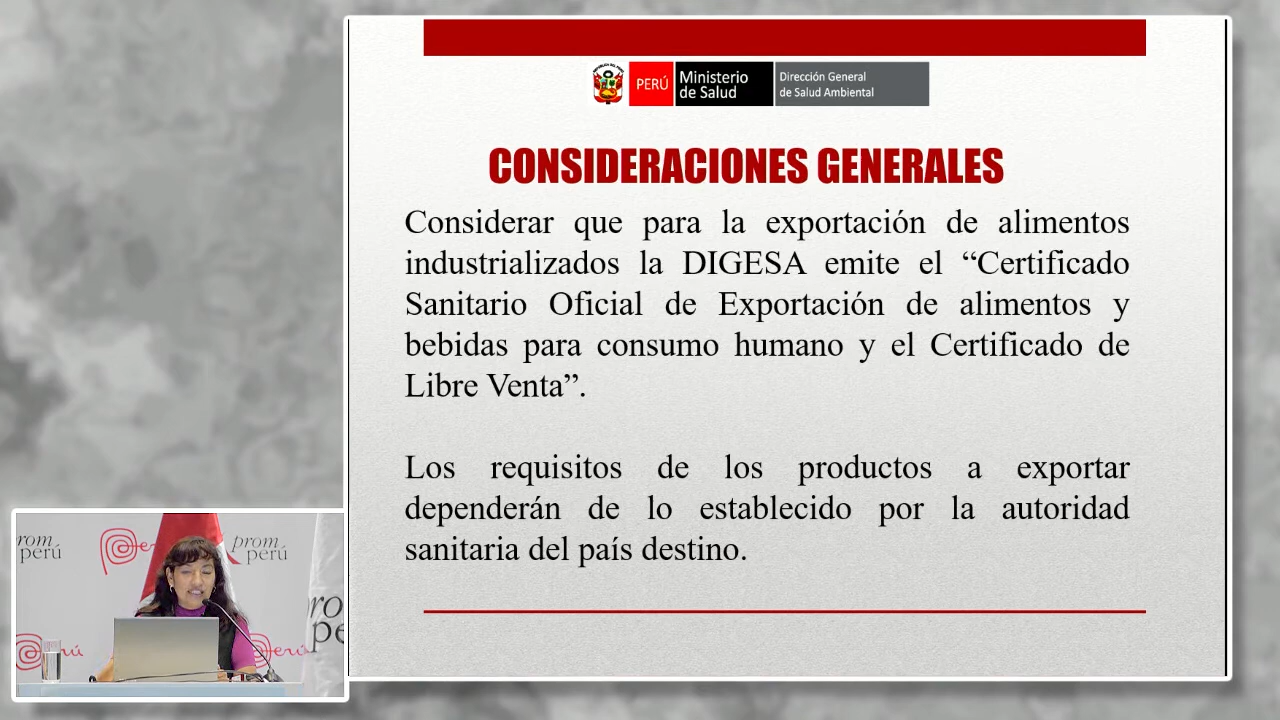 PERÚ
Ministerio
de Salud
Dirección General
de Salud Ambiental
CONSIDERACIONES GENERALES
Considerar que para la exportación de alimentos
industrializados la DIGESA emite el “Certificado
Sanitario Oficial de Exportación de alimentos y
bebidas para consumo humano y el Certificado de
Libre Venta”.
Los requisitos de los productos a exportar
dependerán de lo establecido por la autoridad
sanitaria del país destino.
prom
perú